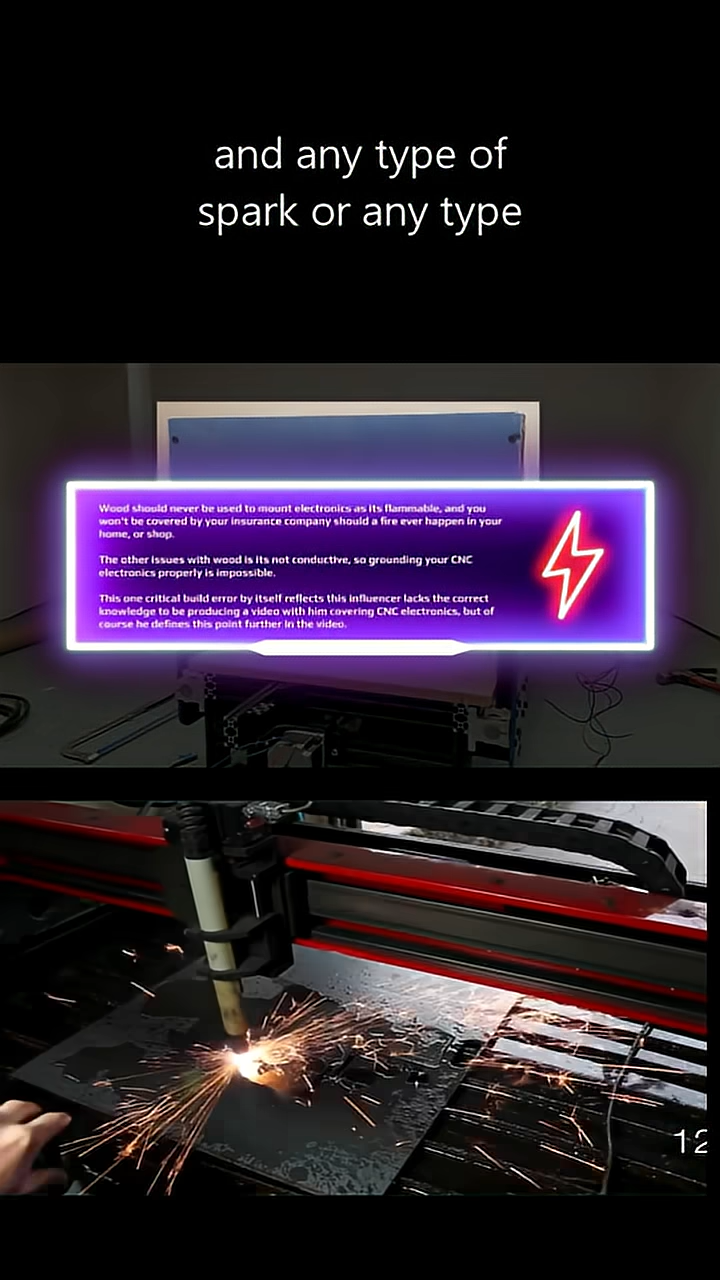 and any type of
spark or any type
Wood should never be used to mount electronics as its flammable, and you
won't be covered by your insurance company should a fire ever happen in your
home, or shop.
The other issues with wood is its not conductive, so grounding your CNC
electronics properly is impossible.
This one critical build error by itself reflects this influencer lacks the correct
knowledge to be producing a video with him covering CNC electronics, but of
course he defines this point further in the video.
12